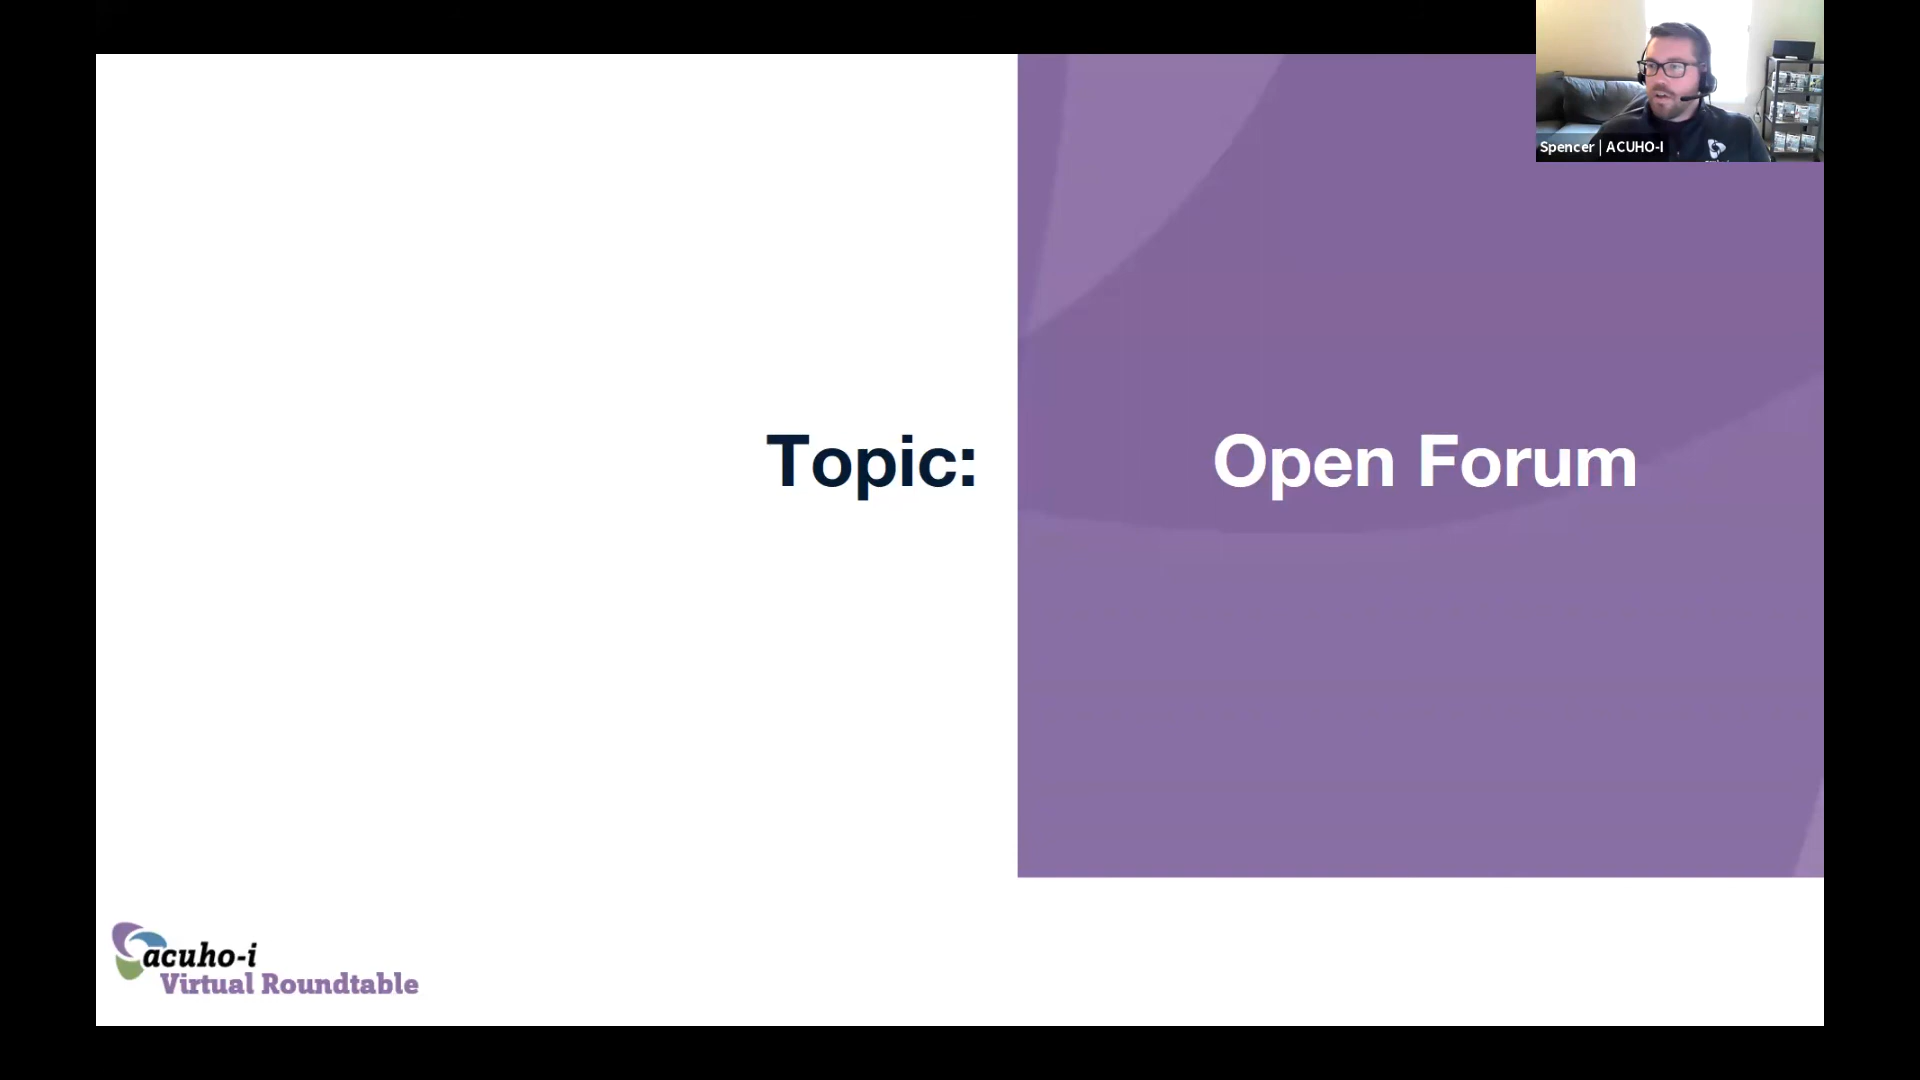 Spencer | ACUHO-I
Topic:
Open Forum
acuho-i
Virtual Roundtable